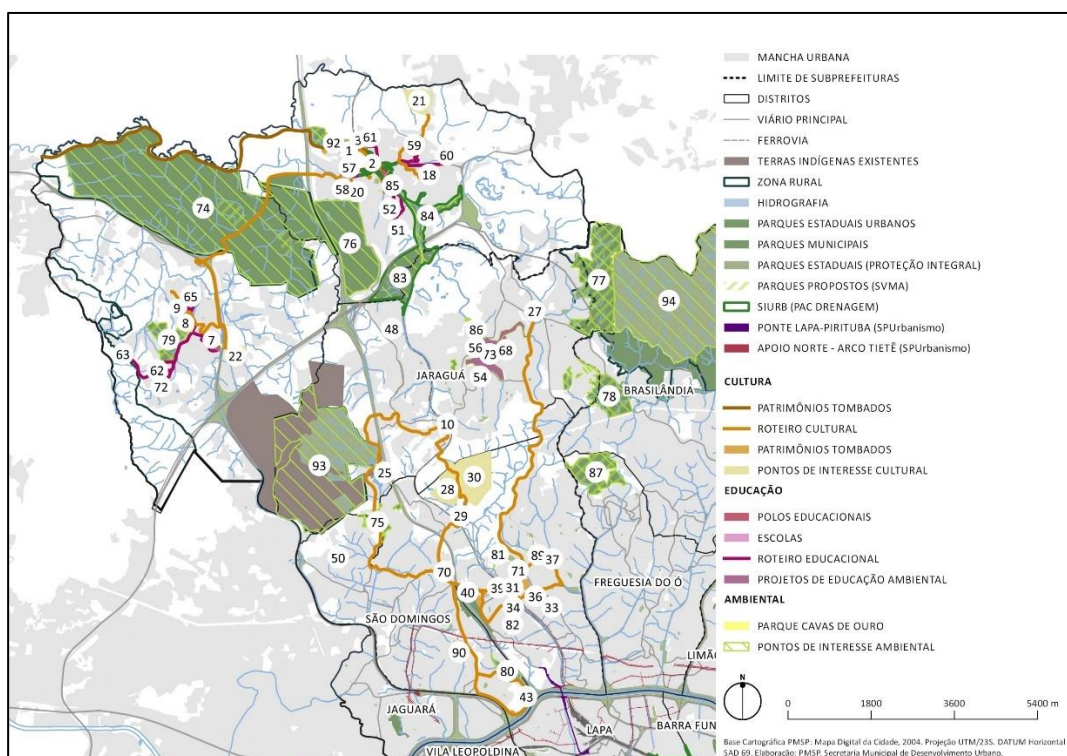 21
92
3
61
1
2
59
60
57
18
58
20
85
52
84
51
74
76
83
77
94
27
48
65
9
8
79
7
63
62
22
72
86
56
73
68
JARAGUÁ
54
78
BRASILÂNDIA
10
93
25
30
28
29
87
75
50
81
89
37
70
71
39
31
40
36
33
34
82
FREGUESIA DO Ó
SÃO DOMINGOS
90
80
LIMÃO
43
JAGUARÁ
LAPA
BARRA FUN
VILA LEOPOLDINA
MANCHA URBANA
LIMITE DE SUBPREFEITURAS
DISTRITOS
VIÁRIO PRINCIPAL
FERROVIA
TERRAS INDÍGENAS EXISTENTES
ZONA RURAL
HIDROGRAFIA
PARQUES ESTADUAIS URBANOS
PARQUES MUNICIPAIS
PARQUES ESTADUAIS (PROTEÇÃO INTEGRAL)
PARQUES PROPOSTOS (SVMA)
SIURB (PAC DRENAGEM)
PONTE LAPA-PIRITUBA (SPUrbanismo)
APOIO NORTE - ARCO TIETÊ (SPUrbanismo)
CULTURA
PATRIMÔNIOS TOMBADOS
ROTEIRO CULTURAL
PATRIMÔNIOS TOMBADOS
PONTOS DE INTERESSE CULTURAL
EDUCAÇÃO
POLOS EDUCACIONAIS
ESCOLAS
ROTEIRO EDUCACIONAL
PROJETOS DE EDUCAÇÃO AMBIENTAL
AMBIENTAL
PARQUE CAVAS DE OURO
PONTOS DE INTERESSE AMBIENTAL
N
0 1800 3600 5400 m
Base Cartográfica PMSP: Mapa Digital da Cidade, 2004. Projeção UTM/23S. DATUM Horizontal
SAD 69. Elaboração: PMSP. Secretaria Municipal de Desenvolvimento Urbano.